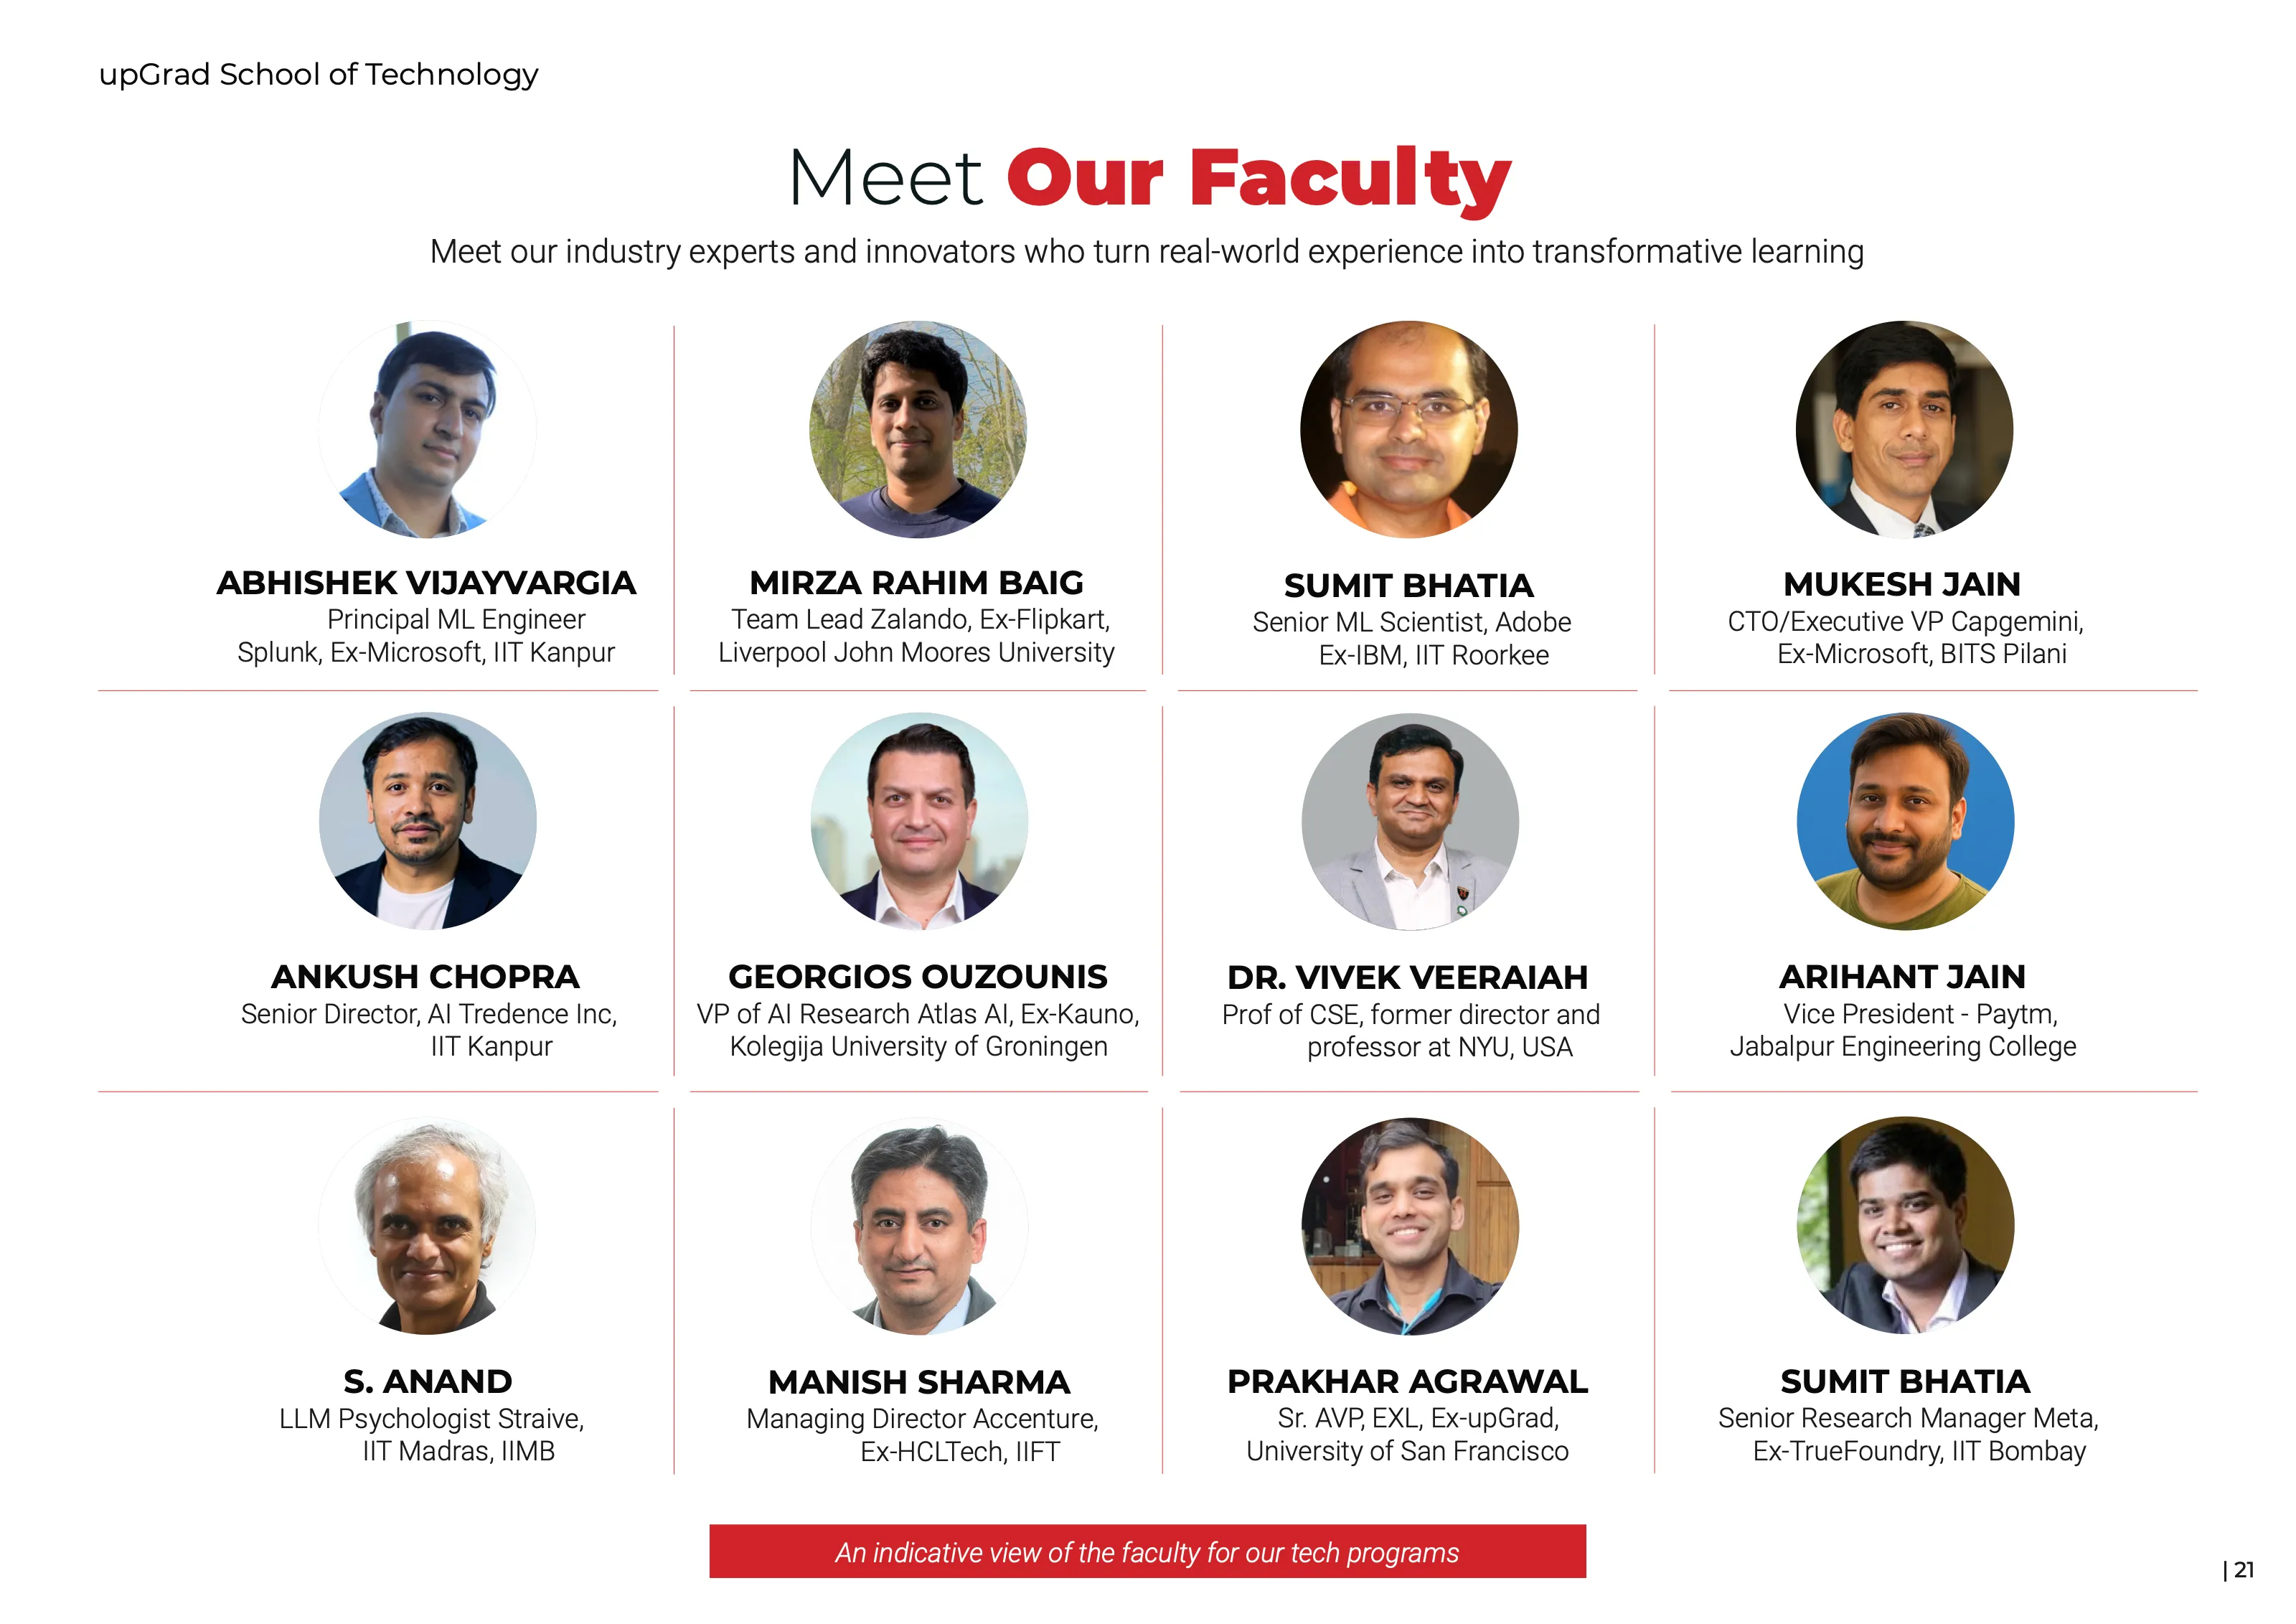 upGrad School of Technology
Meet Our Faculty
Meet our industry experts and innovators who turn real-world experience into transformative learning
ABHISHEK VIJAYVARGIA
Principal ML Engineer
Splunk, Ex-Microsoft, IIT Kanpur
MIRZA RAHIM BAIG
Team Lead Zalando, Ex-Flipkart,
Liverpool John Moores University
SUMIT BHATIA
Senior ML Scientist, Adobe
Ex-IBM, IIT Roorkee
MUKESH JAIN
CTO/Executive VP Capgemini,
Ex-Microsoft, BITS Pilani
ANKUSH CHOPRA
Senior Director, AI Tredence Inc,
IIT Kanpur
GEORGIOS OUZOUNIS
VP of AI Research Atlas AI, Ex-Kauno,
Kolegija University of Groningen
DR. VIVEK VEERAIAH
Prof of CSE, former director and
professor at NYU, USA
ARIHANT JAIN
Vice President - Paytm,
Jabalpur Engineering College
S. ANAND
LLM Psychologist Straive,
IIT Madras, IIMB
MANISH SHARMA
Managing Director Accenture,
Ex-HCLTech, IIFT
PRAKHAR AGRAWAL
Sr. AVP, EXL, Ex-upGrad,
University of San Francisco
SUMIT BHATIA
Senior Research Manager Meta,
Ex-TrueFoundry, IIT Bombay
An indicative view of the faculty for our tech programs
| 21